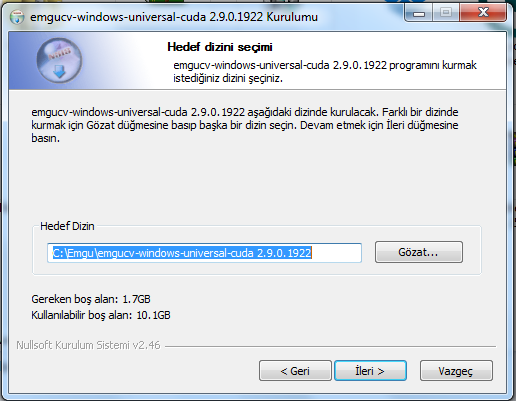 emgucv-windows-universal-cuda 2.9.0.1922 Kurulumu
Hedef dizini seçimi
emgucv-windows-universal-cuda 2.9.0.1922 programını kurmak
istediğiniz dizini şeçiniz.
emgucv-windows-universal-cuda 2.9.0.1922 aşağıdaki dizinde kurulacak. Farklı bir dizinde
kurmak için Gözat düğmesine basıp başka bir dizin seçin. Devam etmek için İleri düğmesine
basın.
Hedef Dizin
C:\Emgu\emgucv-windows-universal-cuda 2.9.0.1922
Gözat...
Gereken boş alan: 1.7GB
Kullanılabilir boş alan: 10.1GB
Nullsoft Kurulum Sistemi v2.46
< Geri
İleri >
Vazgeç